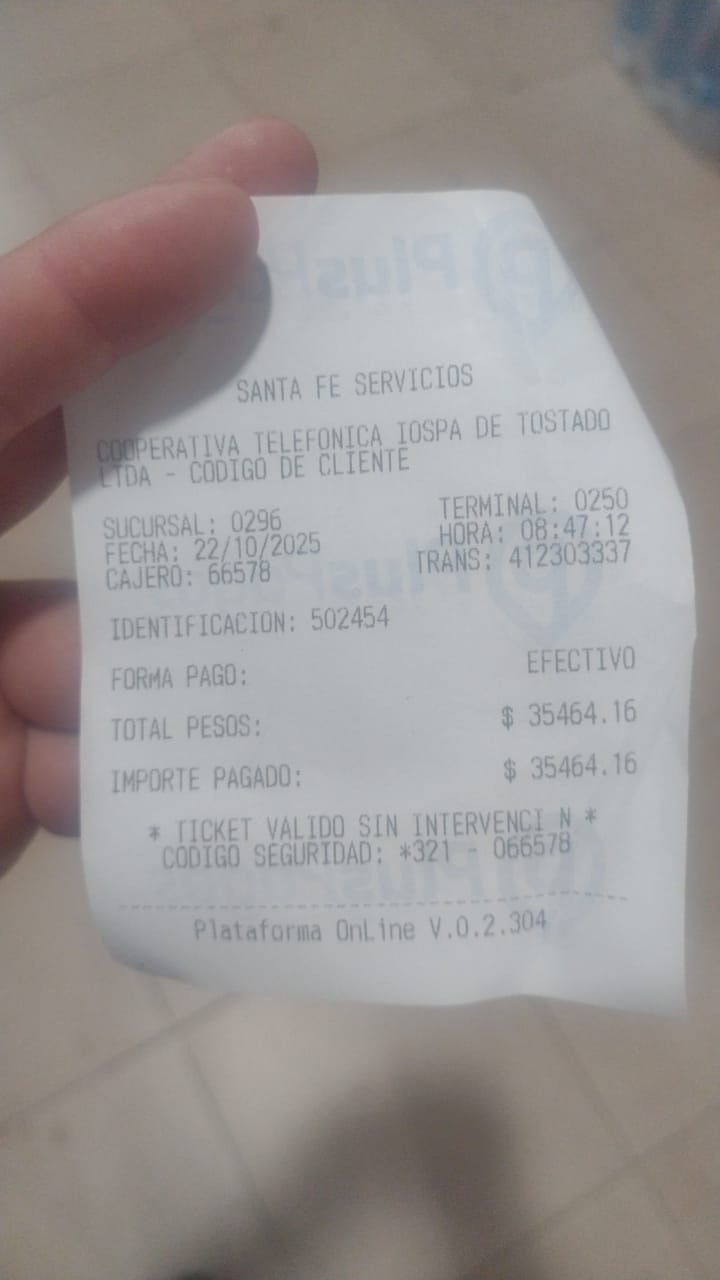 SANTA FE SERVICIOS
COOPERATIVA TELEFONICA IOSPA DE TOSTADO
LTDA - CODIGO DE CLIENTE
SUCURSAL: 0296 TERMINAL: 0250
FECHA: 22/10/2025 HORA: 08:47:12
CAJERO: 66578 TRANS: 412303337
IDENTIFICACION: 502454
FORMA PAGO: EFECTIVO
TOTAL PESOS: $ 35464.16
IMPORTE PAGADO: $ 35464.16
* TICKET VALIDO SIN INTERVENCI N *
CODIGO SEGURIDAD: *321 - 066578
Plataforma OnLine V.0.2.304